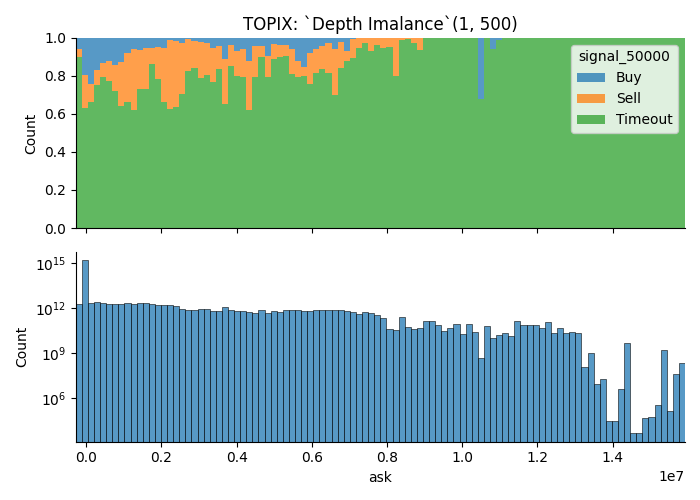 TOPIX: `Depth Imalance`(1, 500)
1.0
0.8
0.6
0.4
0.2
0.0
Count
signal_50000
Buy
Sell
Timeout
10^15
10^12
10^9
10^6
Count
0.0 0.2 0.4 0.6 0.8 1.0 1.2 1.4
ask
1e7